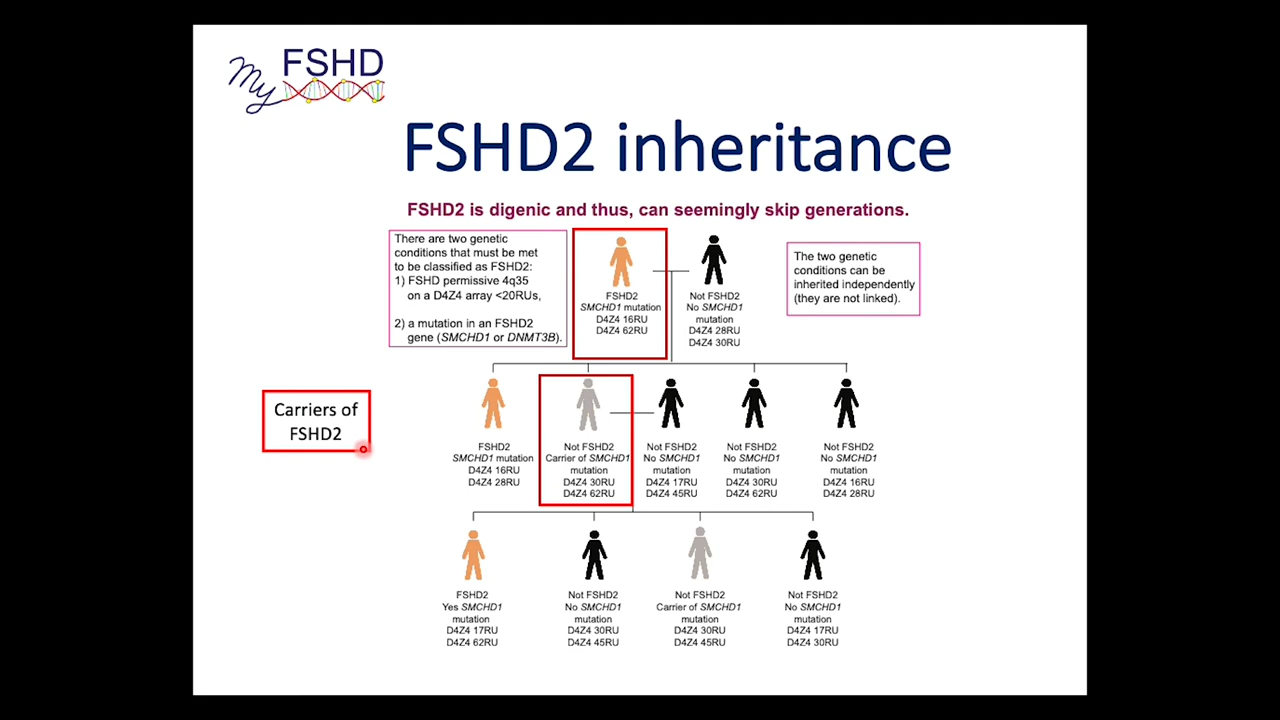 My FSHD
FSHD2 inheritance
FSHD2 is digenic and thus, can seemingly skip generations.
There are two genetic
conditions that must be met
to be classified as FSHD2:
1) FSHD permissive 4q35
on a D4Z4 array <20RUs,
2) a mutation in an FSHD2
gene (SMCHD1 or DNMT3B).
FSHD2
SMCHD1 mutation
D4Z4 16RU
D4Z4 62RU
Not FSHD2
No SMCHD1
mutation
D4Z4 28RU
D4Z4 30RU
The two genetic
conditions can be
inherited independently
(they are not linked).
Carriers of
FSHD2
FSHD2
SMCHD1 mutation
D4Z4 16RU
D4Z4 28RU
Not FSHD2
Carrier of SMCHD1
mutation
D4Z4 30RU
D4Z4 62RU
Not FSHD2
No SMCHD1
mutation
D4Z4 17RU
D4Z4 45RU
Not FSHD2
No SMCHD1
mutation
D4Z4 30RU
D4Z4 62RU
Not FSHD2
No SMCHD1
mutation
D4Z4 16RU
D4Z4 28RU
FSHD2
Yes SMCHD1
mutation
D4Z4 17RU
D4Z4 62RU
Not FSHD2
No SMCHD1
mutation
D4Z4 30RU
D4Z4 45RU
Not FSHD2
Carrier of SMCHD1
mutation
D4Z4 30RU
D4Z4 45RU
Not FSHD2
No SMCHD1
mutation
D4Z4 17RU
D4Z4 30RU